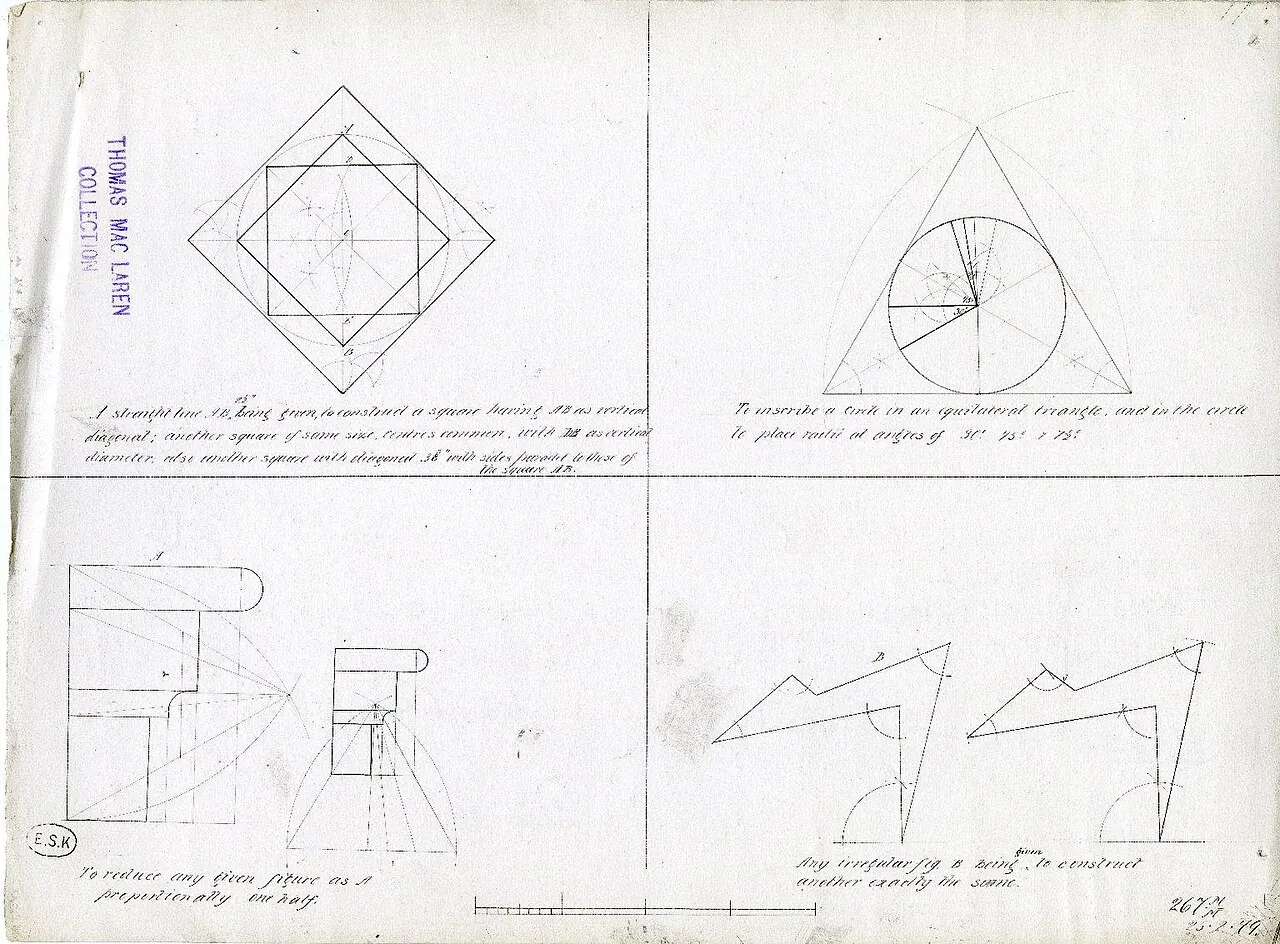 THOMAS MAC LAREN
COLLECTION
A
D
C
E
B
A straight line AB, being given, to construct a square having AB as vertical
diagonal; another square of same size, centres common, with DE as vertical
diameter. also another square with diagonal with sides parallel to those of
the square AB.
75°
30°
To inscribe a circle in an equilateral triangle, and in the circle
to place radii at angles of 30°. 75°.
A
E.S.K
To reduce any given figure as A
proportionally one half.
B
given
Any irregular fig B being, to construct
another exactly the same.
267